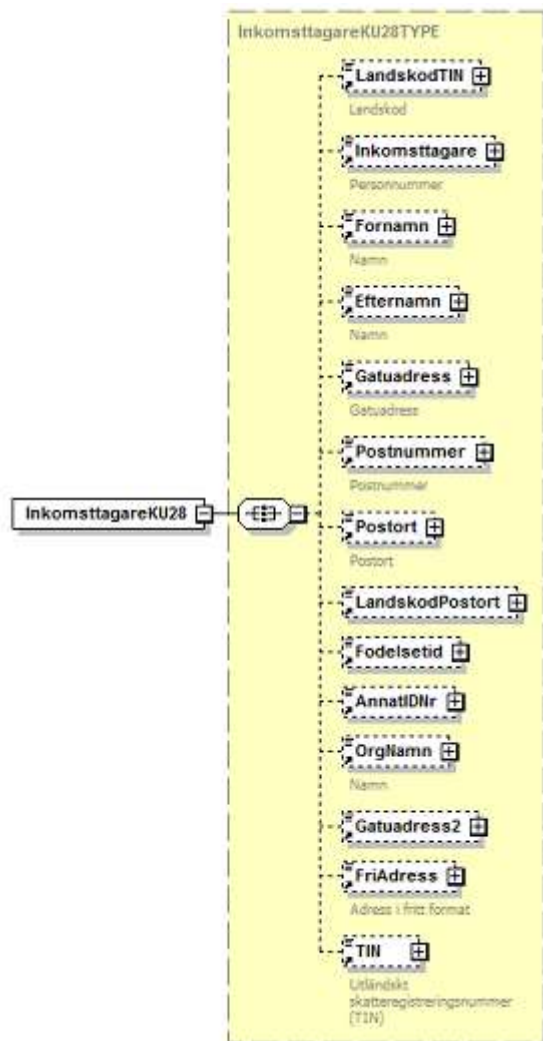 InkomsttagareKU28TYPE
LandskodTIN
Landskod
Inkomsttagare
Personnummer
Fornamn
Namn
Efternamn
Namn
Gatuadress
Gatuadress
Postnummer
Postnummer
InkomsttagareKU28
Postort
Postort
LandskodPostort
Fodelsetid
AnnatIDNr
OrgNamn
Namn
Gatuadress2
FriAdress
Adress i fritt format
TIN
Utländskt
skatteregistreringsnummer
(TIN)